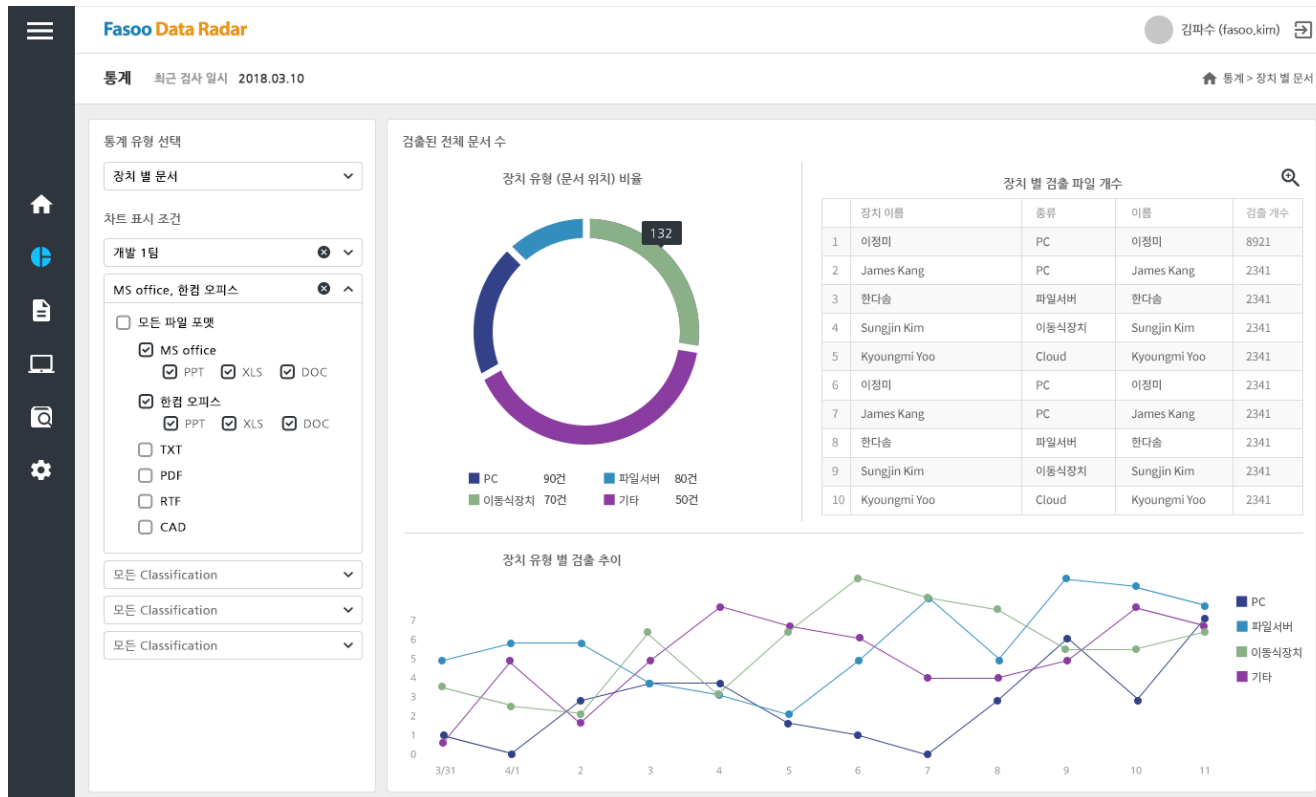 Fasoo Data Radar
김파수 (fasoo,kim)
통계 최근 검사 일시 2018.03.10
통계 > 장치 별 문서
통계 유형 선택
장치 별 문서
차트 표시 조건
개발 1팀
MS office, 한컴 오피스
모든 파일 포맷
MS office
PPT XLS DOC
한컴 오피스
PPT XLS DOC
TXT
PDF
RTF
CAD
모든 Classification
모든 Classification
모든 Classification
검출된 전체 문서 수
장치 유형 (문서 위치) 비율
132
PC 90건 파일서버 80건
이동식장치 70건 기타 50건
장치 별 검출 파일 개수
장치 이름 종류 이름 검출 개수
1 이정미 PC 이정미 8921
2 James Kang PC James Kang 2341
3 한다솜 파일서버 한다솜 2341
4 Sungjin Kim 이동식장치 Sungjin Kim 2341
5 Kyoungmi Yoo Cloud Kyoungmi Yoo 2341
6 이정미 PC 이정미 2341
7 James Kang PC James Kang 2341
8 한다솜 파일서버 한다솜 2341
9 Sungjin Kim 이동식장치 Sungjin Kim 2341
10 Kyoungmi Yoo Cloud Kyoungmi Yoo 2341
장치 유형 별 검출 추이
7
6
5
4
3
2
1
0
3/31 4/1 2 3 4 5 6 7 8 9 10 11
PC
파일서버
이동식장치
기타